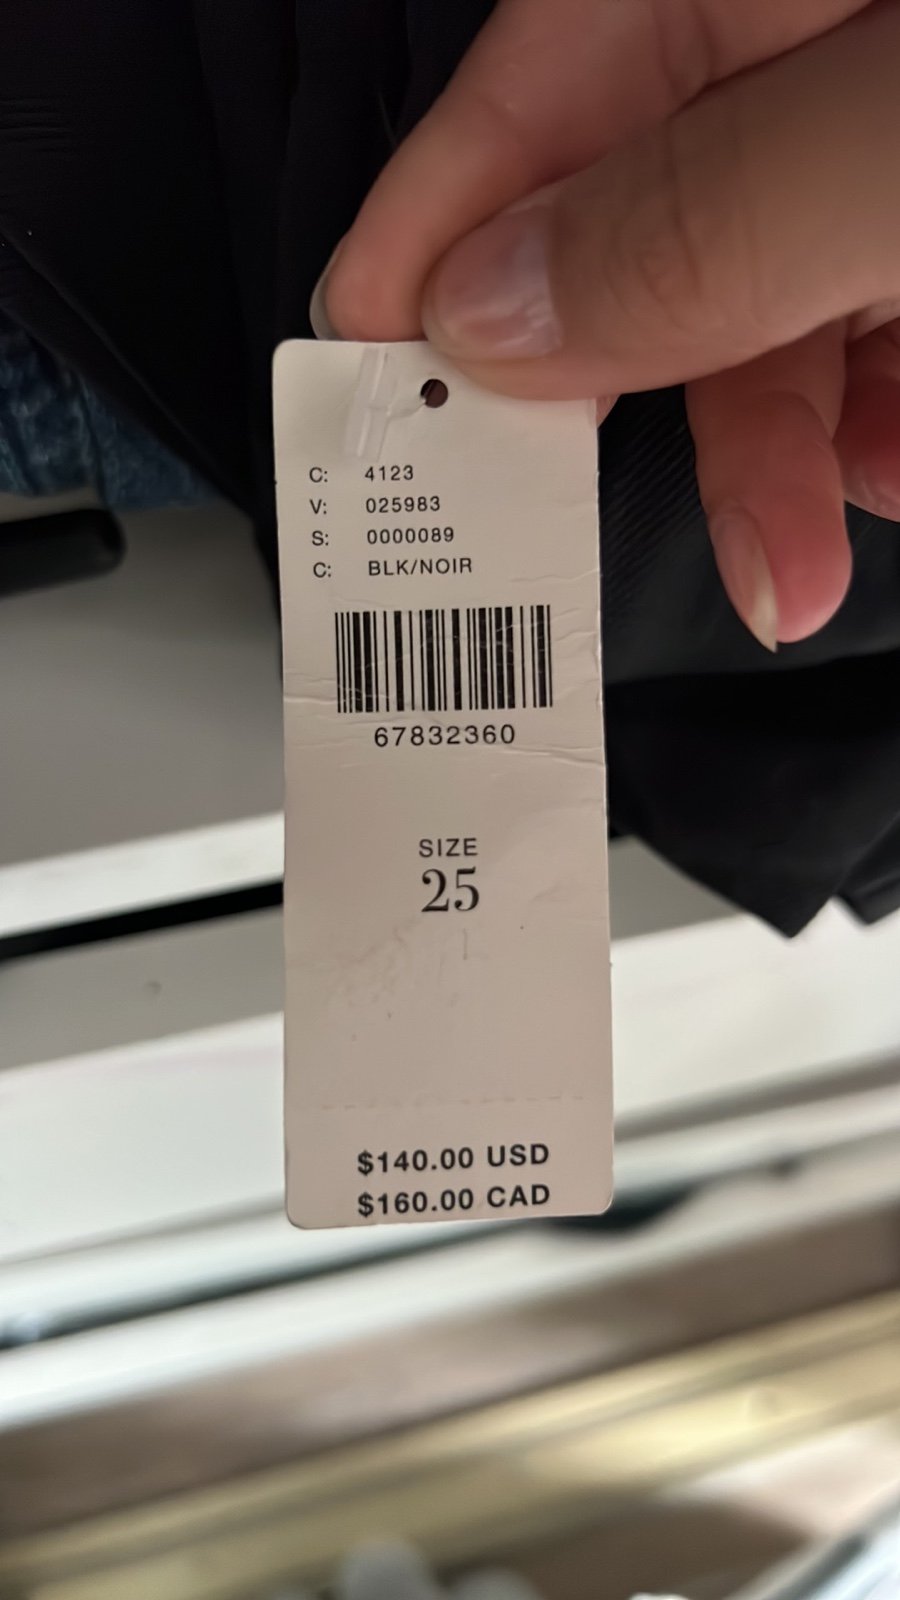 C: 4123
V: 025983
S: 0000089
C: BLK/NOIR
67832360
SIZE
25
$140.00 USD
$160.00 CAD